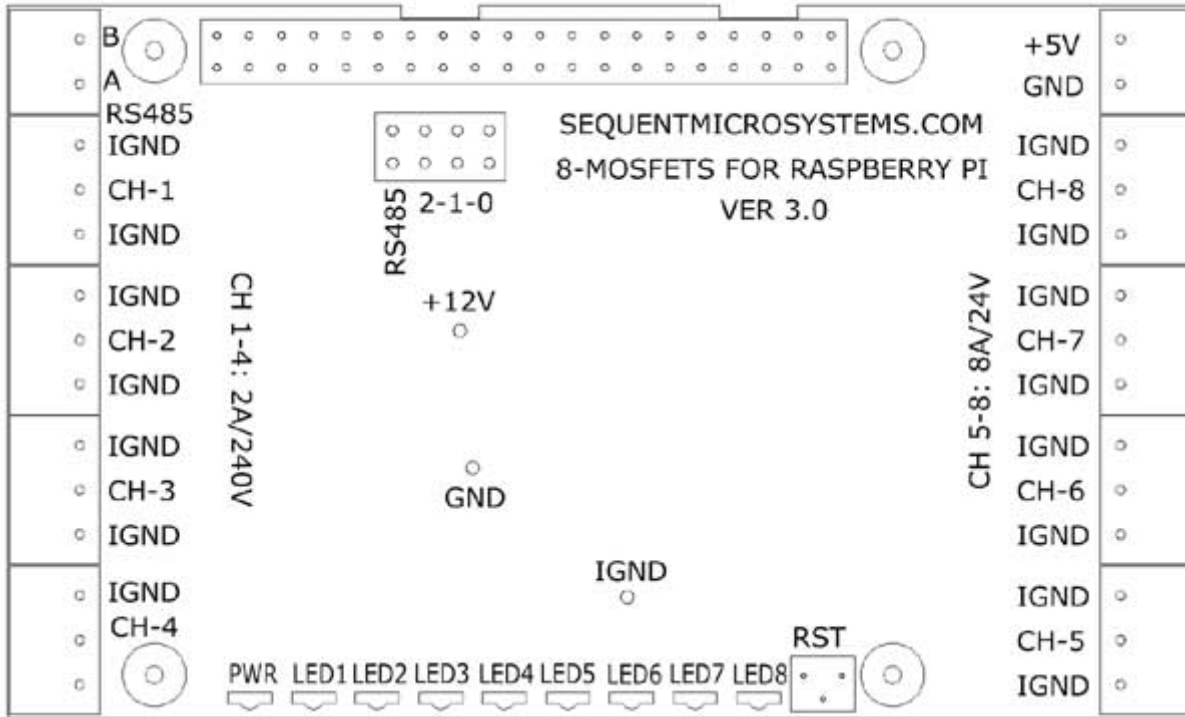 B
A
RS485
IGND
CH-1
IGND
IGND
CH-2
IGND
IGND
CH-3
IGND
IGND
CH-4
CH 1-4: 2A/240V
RS485
2-1-0
SEQUENTMICROSYSTEMS.COM
8-MOSFETS FOR RASPBERRY PI
VER 3.0
+12V
GND
IGND
PWR LED1 LED2 LED3 LED4 LED5 LED6 LED7 LED8
RST
CH 5-8: 8A/24V
+5V
GND
IGND
CH-8
IGND
IGND
CH-7
IGND
IGND
CH-6
IGND
IGND
CH-5
IGND